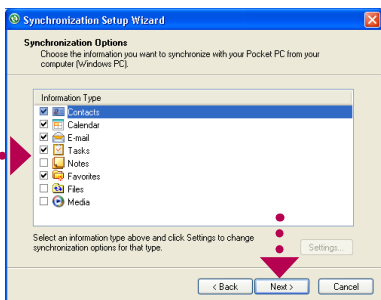 Synchronization Setup Wizard
Synchronization Options
Choose the information you want to synchronize with your Pocket PC from your
computer (Windows PC).
Information Type
Contacts
Calendar
E-mail
Tasks
Notes
Favorites
Files
Media
Select an information type above and click Settings to change
synchronization options for that type.
Settings...
< Back
Next >
Cancel